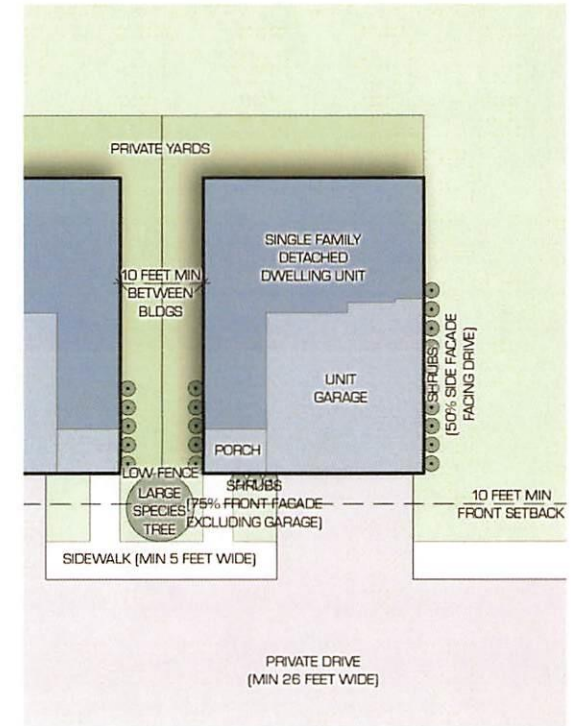 PRIVATE YARDS
SINGLE FAMILY
DETACHED
DWELLING UNIT
10 FEET MIN
BETWEEN
BLDGS
UNIT
GARAGE
SHRUBS
(50% SIDE FACADE
FACING DRIVE)
PORCH
LOW FENCE
LARGE
SPECIES
TREE
SHRUBS
(75% FRONT FACADE
EXCLUDING GARAGE)
10 FEET MIN
FRONT SETBACK
SIDEWALK (MIN 5 FEET WIDE)
PRIVATE DRIVE
(MIN 26 FEET WIDE)